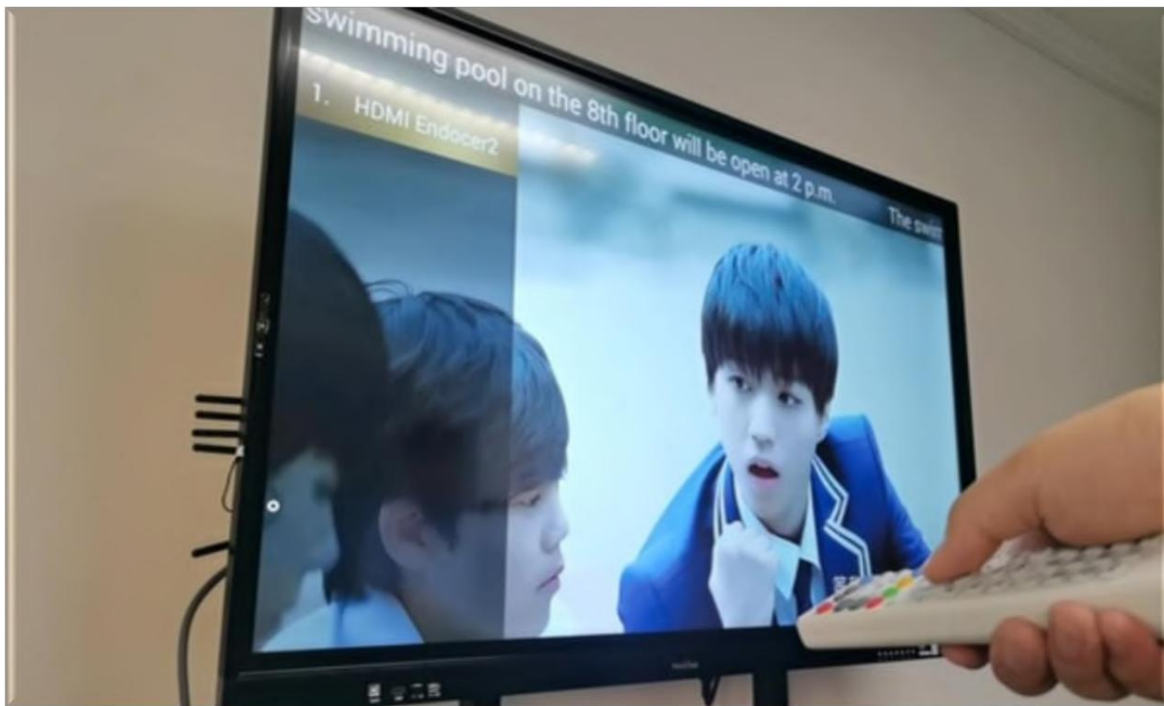 swimming pool on the 8th floor will be open at 2 p.m. The swim
1. HDMI Endocer2